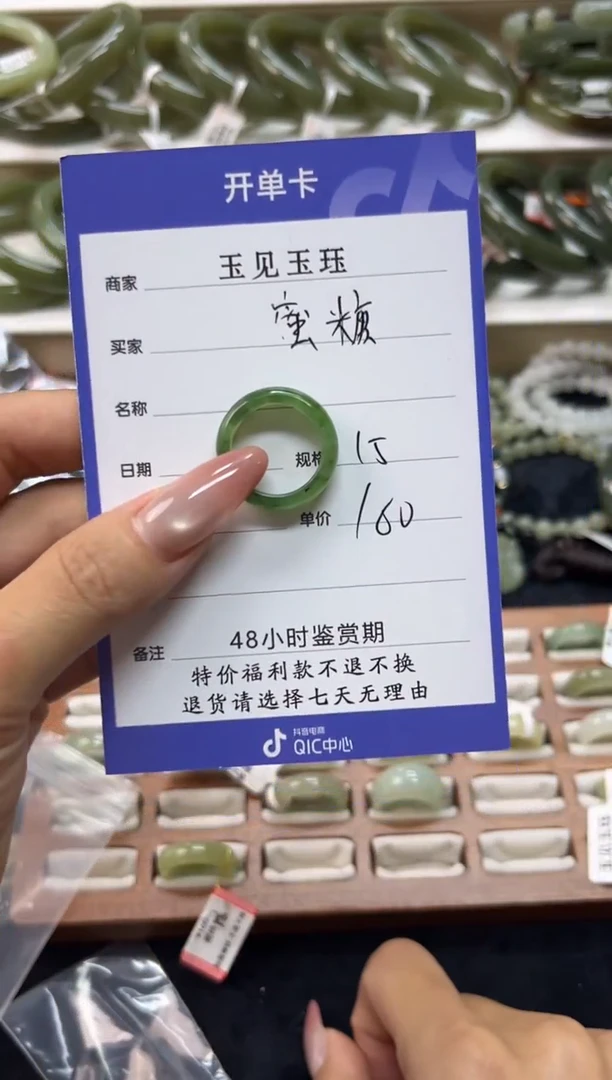 开单卡
商家 玉见玉珏
买家 蜜糖
名称
日期 规格 15
单价 160
备注 48小时鉴赏期
特价福利款不退不换
退货请选择七天无理由
抖音电商
QIC中心